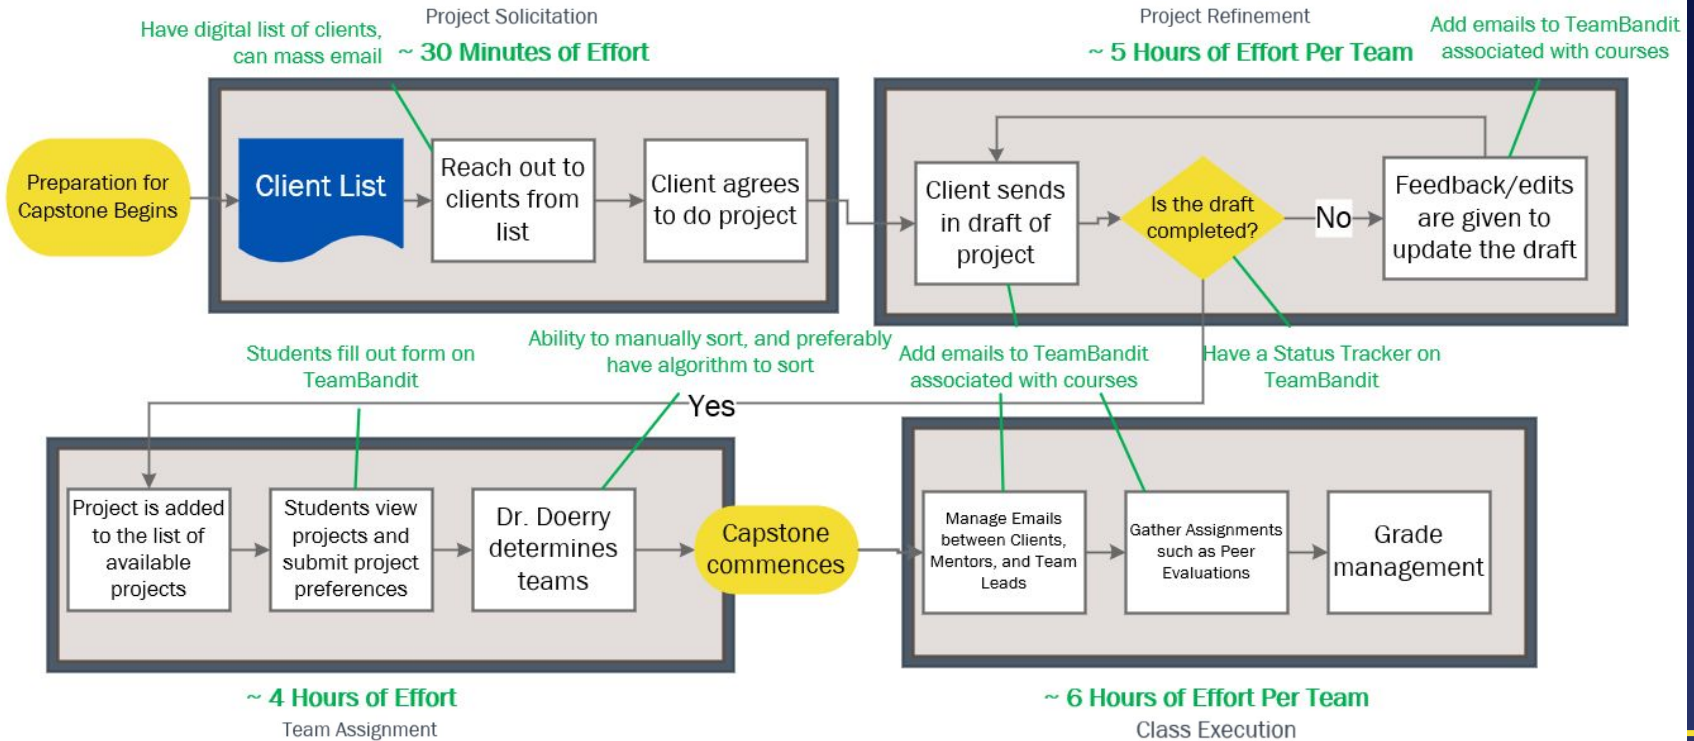 Project Solicitation
Have digital list of clients,
can mass email
~ 30 Minutes of Effort
Project Refinement
~ 5 Hours of Effort Per Team
Add emails to TeamBandit
associated with courses
Preparation for
Capstone Begins
Client List
Reach out to
clients from
list
Client agrees
to do project
Client sends
in draft of
project
Is the draft
completed?
No
Feedback/edits
are given to
update the draft
Students fill out form on
TeamBandit
Ability to manually sort, and preferably
have algorithm to sort
Add emails to TeamBandit
associated with courses
Have a Status Tracker on
TeamBandit
Yes
Project is added
to the list of
available
projects
Students view
projects and
submit project
preferences
Dr. Doerry
determines
teams
Capstone
commences
Manage Emails
between Clients,
Mentors, and Team
Leads
Gather Assignments
such as Peer
Evaluations
Grade
management
~ 4 Hours of Effort
Team Assignment
~ 6 Hours of Effort Per Team
Class Execution